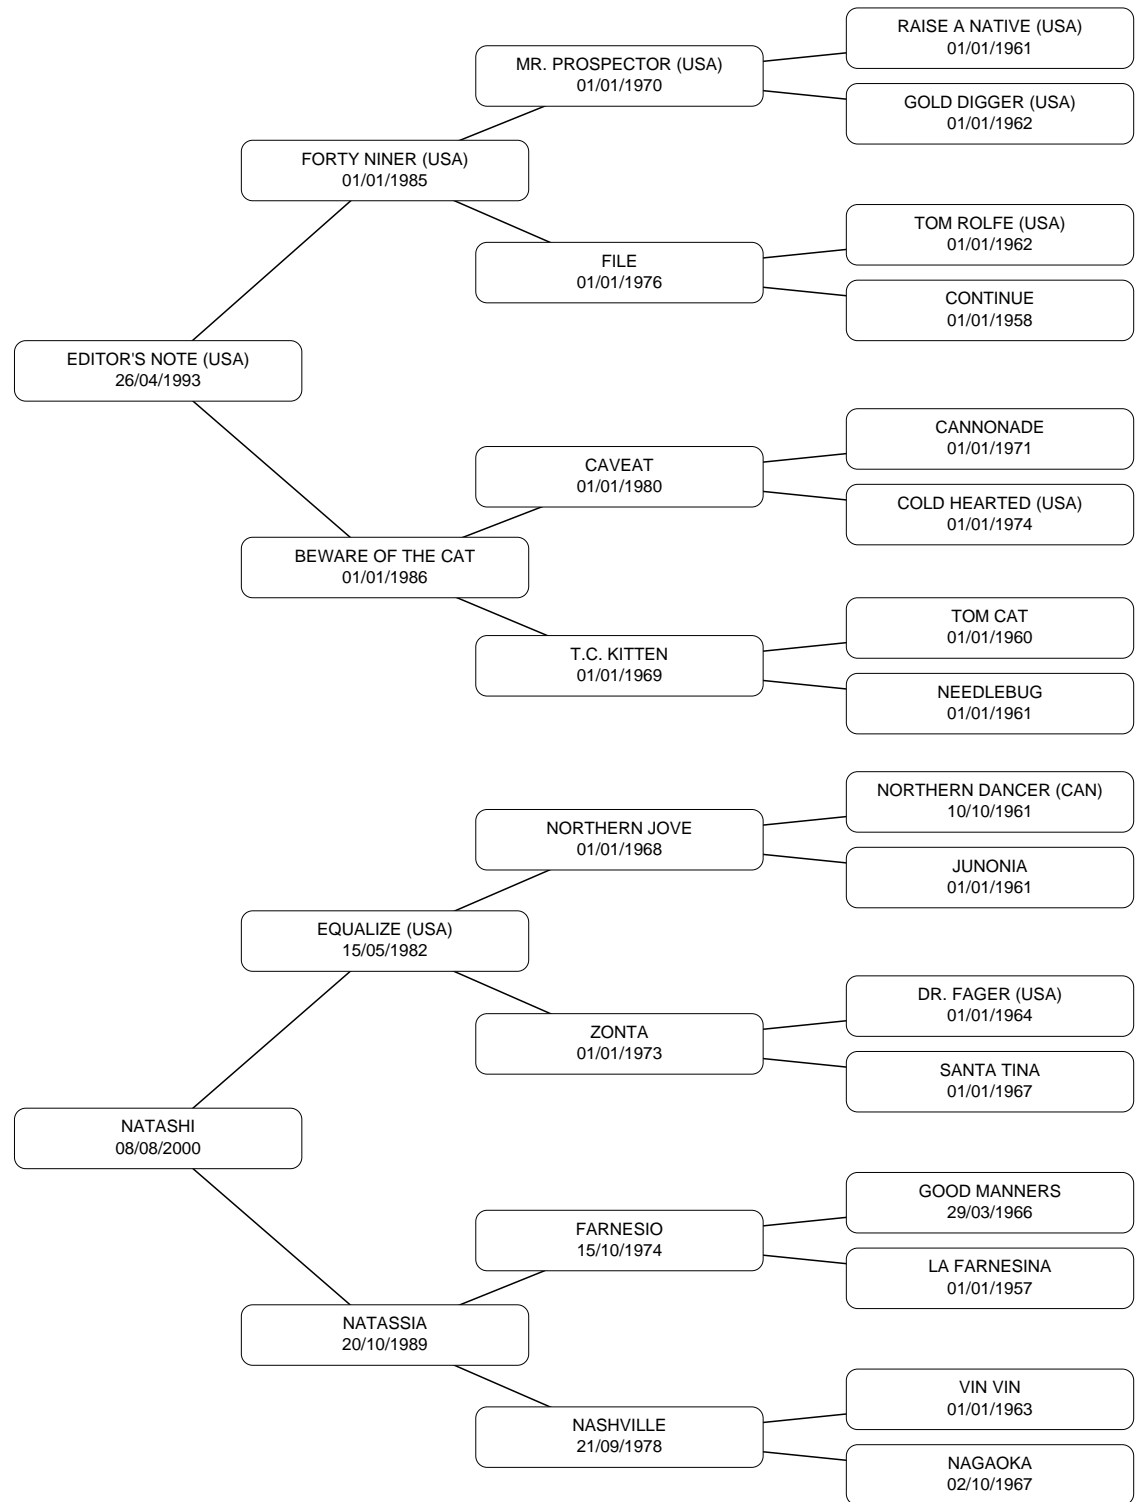 RAISE A NATIVE (USA)
01/01/1961
MR. PROSPECTOR (USA)
01/01/1970
GOLD DIGGER (USA)
01/01/1962
FORTY NINER (USA)
01/01/1985
TOM ROLFE (USA)
01/01/1962
FILE
01/01/1976
CONTINUE
01/01/1958
EDITOR'S NOTE (USA)
26/04/1993
CANNONADE
01/01/1971
CAVEAT
01/01/1980
COLD HEARTED (USA)
01/01/1974
BEWARE OF THE CAT
01/01/1986
TOM CAT
01/01/1960
T.C. KITTEN
01/01/1969
NEEDLEBUG
01/01/1961
NORTHERN DANCER (CAN)
10/10/1961
NORTHERN JOVE
01/01/1968
JUNONIA
01/01/1961
EQUALIZE (USA)
15/05/1982
DR. FAGER (USA)
01/01/1964
ZONTA
01/01/1973
SANTA TINA
01/01/1967
NATASHI
08/08/2000
GOOD MANNERS
29/03/1966
FARNESIO
15/10/1974
LA FARNESINA
01/01/1957
NATASSIA
20/10/1989
VIN VIN
01/01/1963
NASHVILLE
21/09/1978
NAGAOKA
02/10/1967